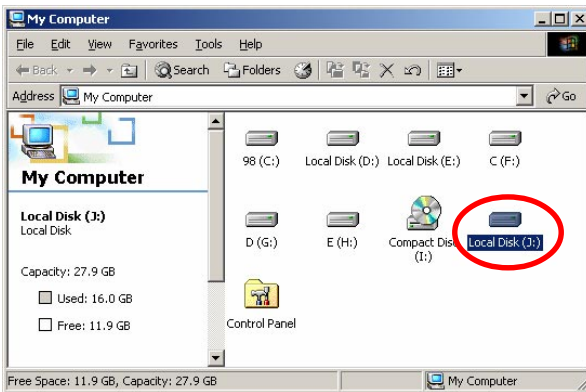 My Computer
File Edit View Favorites Tools Help
Back Search Folders
Address My Computer Go
My Computer
Local Disk (J:)
Local Disk
Capacity: 27.9 GB
Used: 16.0 GB
Free: 11.9 GB
98 (C:) Local Disk (D:) Local Disk (E:) C (F:)
D (G:) E (H:) Compact Disc (I:) Local Disk (J:)
Control Panel
Free Space: 11.9 GB, Capacity: 27.9 GB My Computer